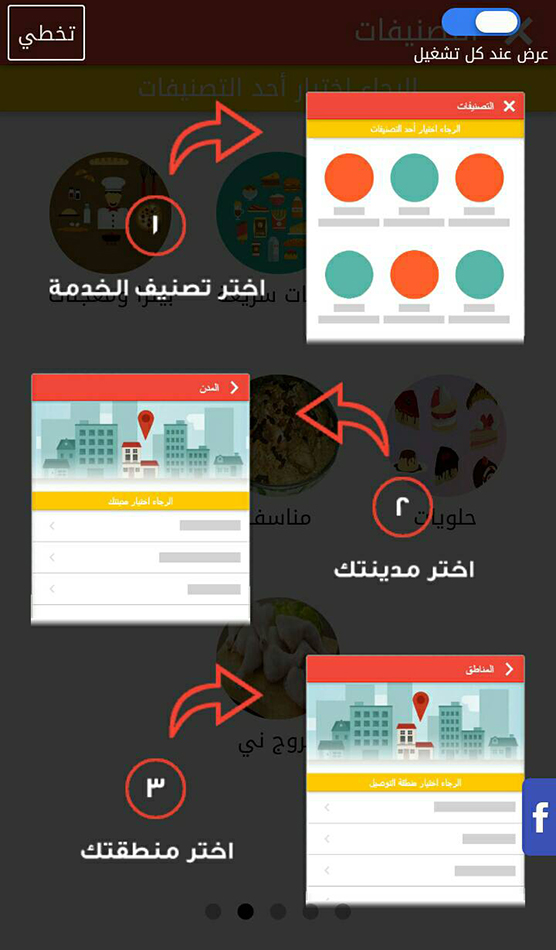 تخطي
التصنيفات
عرض عند كل تشغيل
الرجاء اختيار أحد التصنيفات
التصنيفات
الرجاء اختيار أحد التصنيفات
١
اختر تصنيف الخدمة
بيتزا ومعجنات
المدن
الرجاء اختيار مدينتك
مناسف
حلويات
٢
اختر مدينتك
المناطق
الرجاء اختيار منطقة التوصيل
فروج ني
٣
اختر منطقتك
f